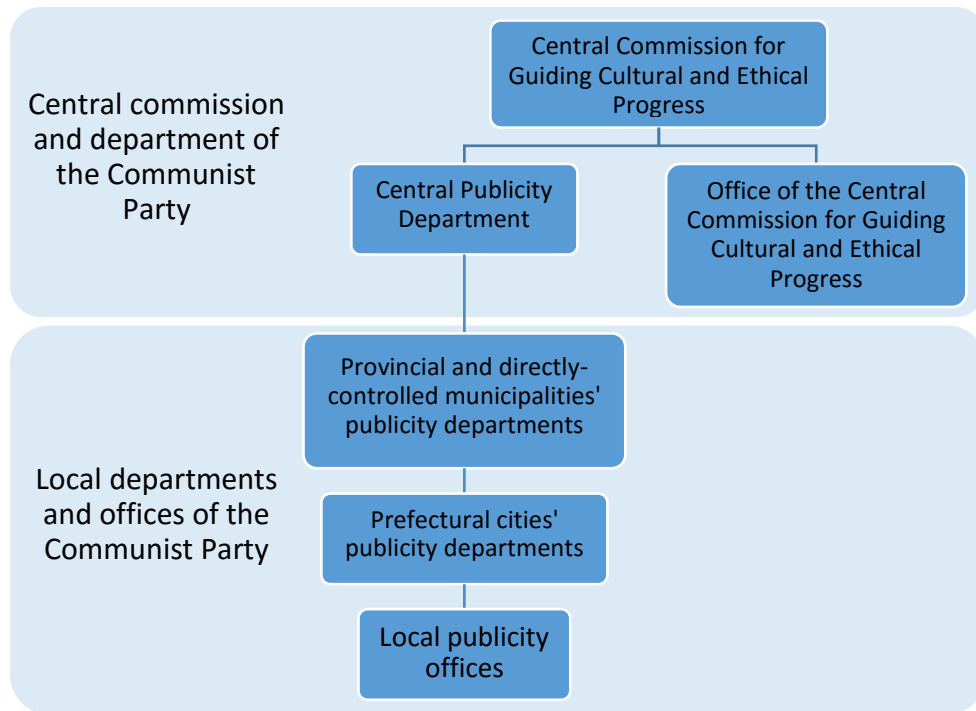 Central commission
and department of
the Communist
Party
Central Commission for
Guiding Cultural and Ethical
Progress
Central Publicity
Department
Office of the Central
Commission for Guiding
Cultural and Ethical
Progress
Local departments
and offices of the
Communist Party
Provincial and directly-
controlled municipalities'
publicity departments
Prefectural cities'
publicity departments
Local publicity
offices